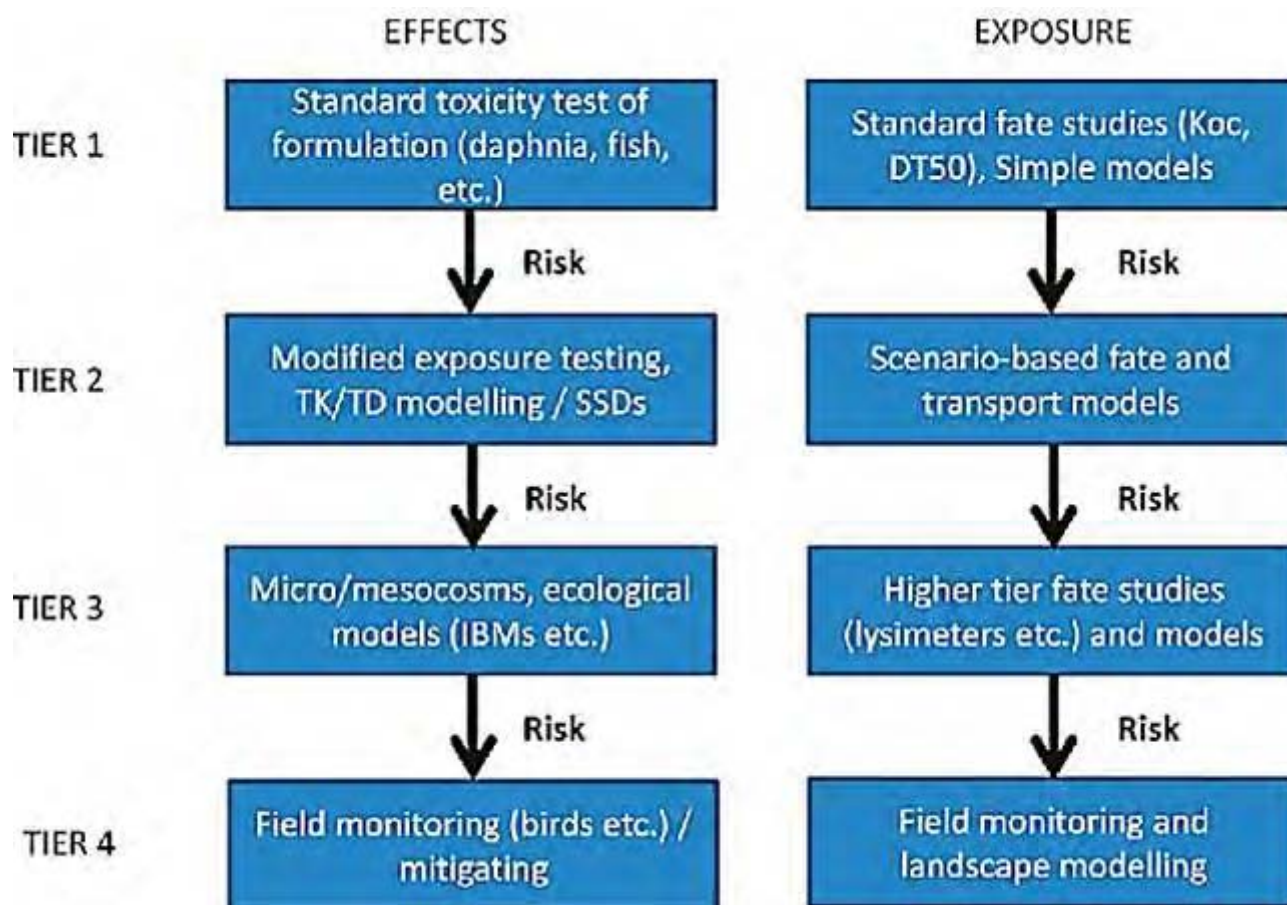 EFFECTS
EXPOSURE
TIER 1
Standard toxicity test of
formulation (daphnia, fish,
etc.)
Standard fate studies (Koc,
DT50), Simple models
Risk
Risk
TIER 2
Modified exposure testing,
TK/TD modelling / SSDs
Scenario-based fate and
transport models
Risk
Risk
TIER 3
Micro/mesocosms, ecological
models (IBMs etc.)
Higher tier fate studies
(lysimeters etc.) and models
Risk
Risk
TIER 4
Field monitoring (birds etc.) /
mitigating
Field monitoring and
landscape modelling